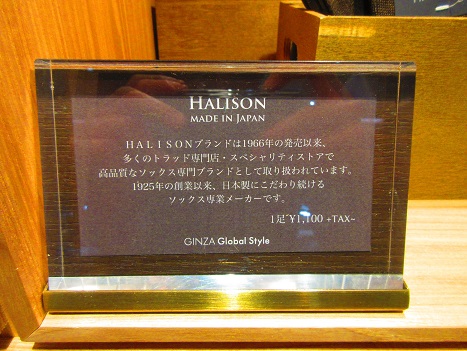 HALISON
MADE IN JAPAN
ＨＡＬＩＳＯＮブランドは1966年の発売以来、
多くのトラッド専門店・スペシャリティストアで
高品質なソックス専門ブランドとして取り扱われています。
1925年の創業以来、日本製にこだわり続ける
ソックス専業メーカーです。
1足 ¥1,100 +TAX~
GINZA Global Style